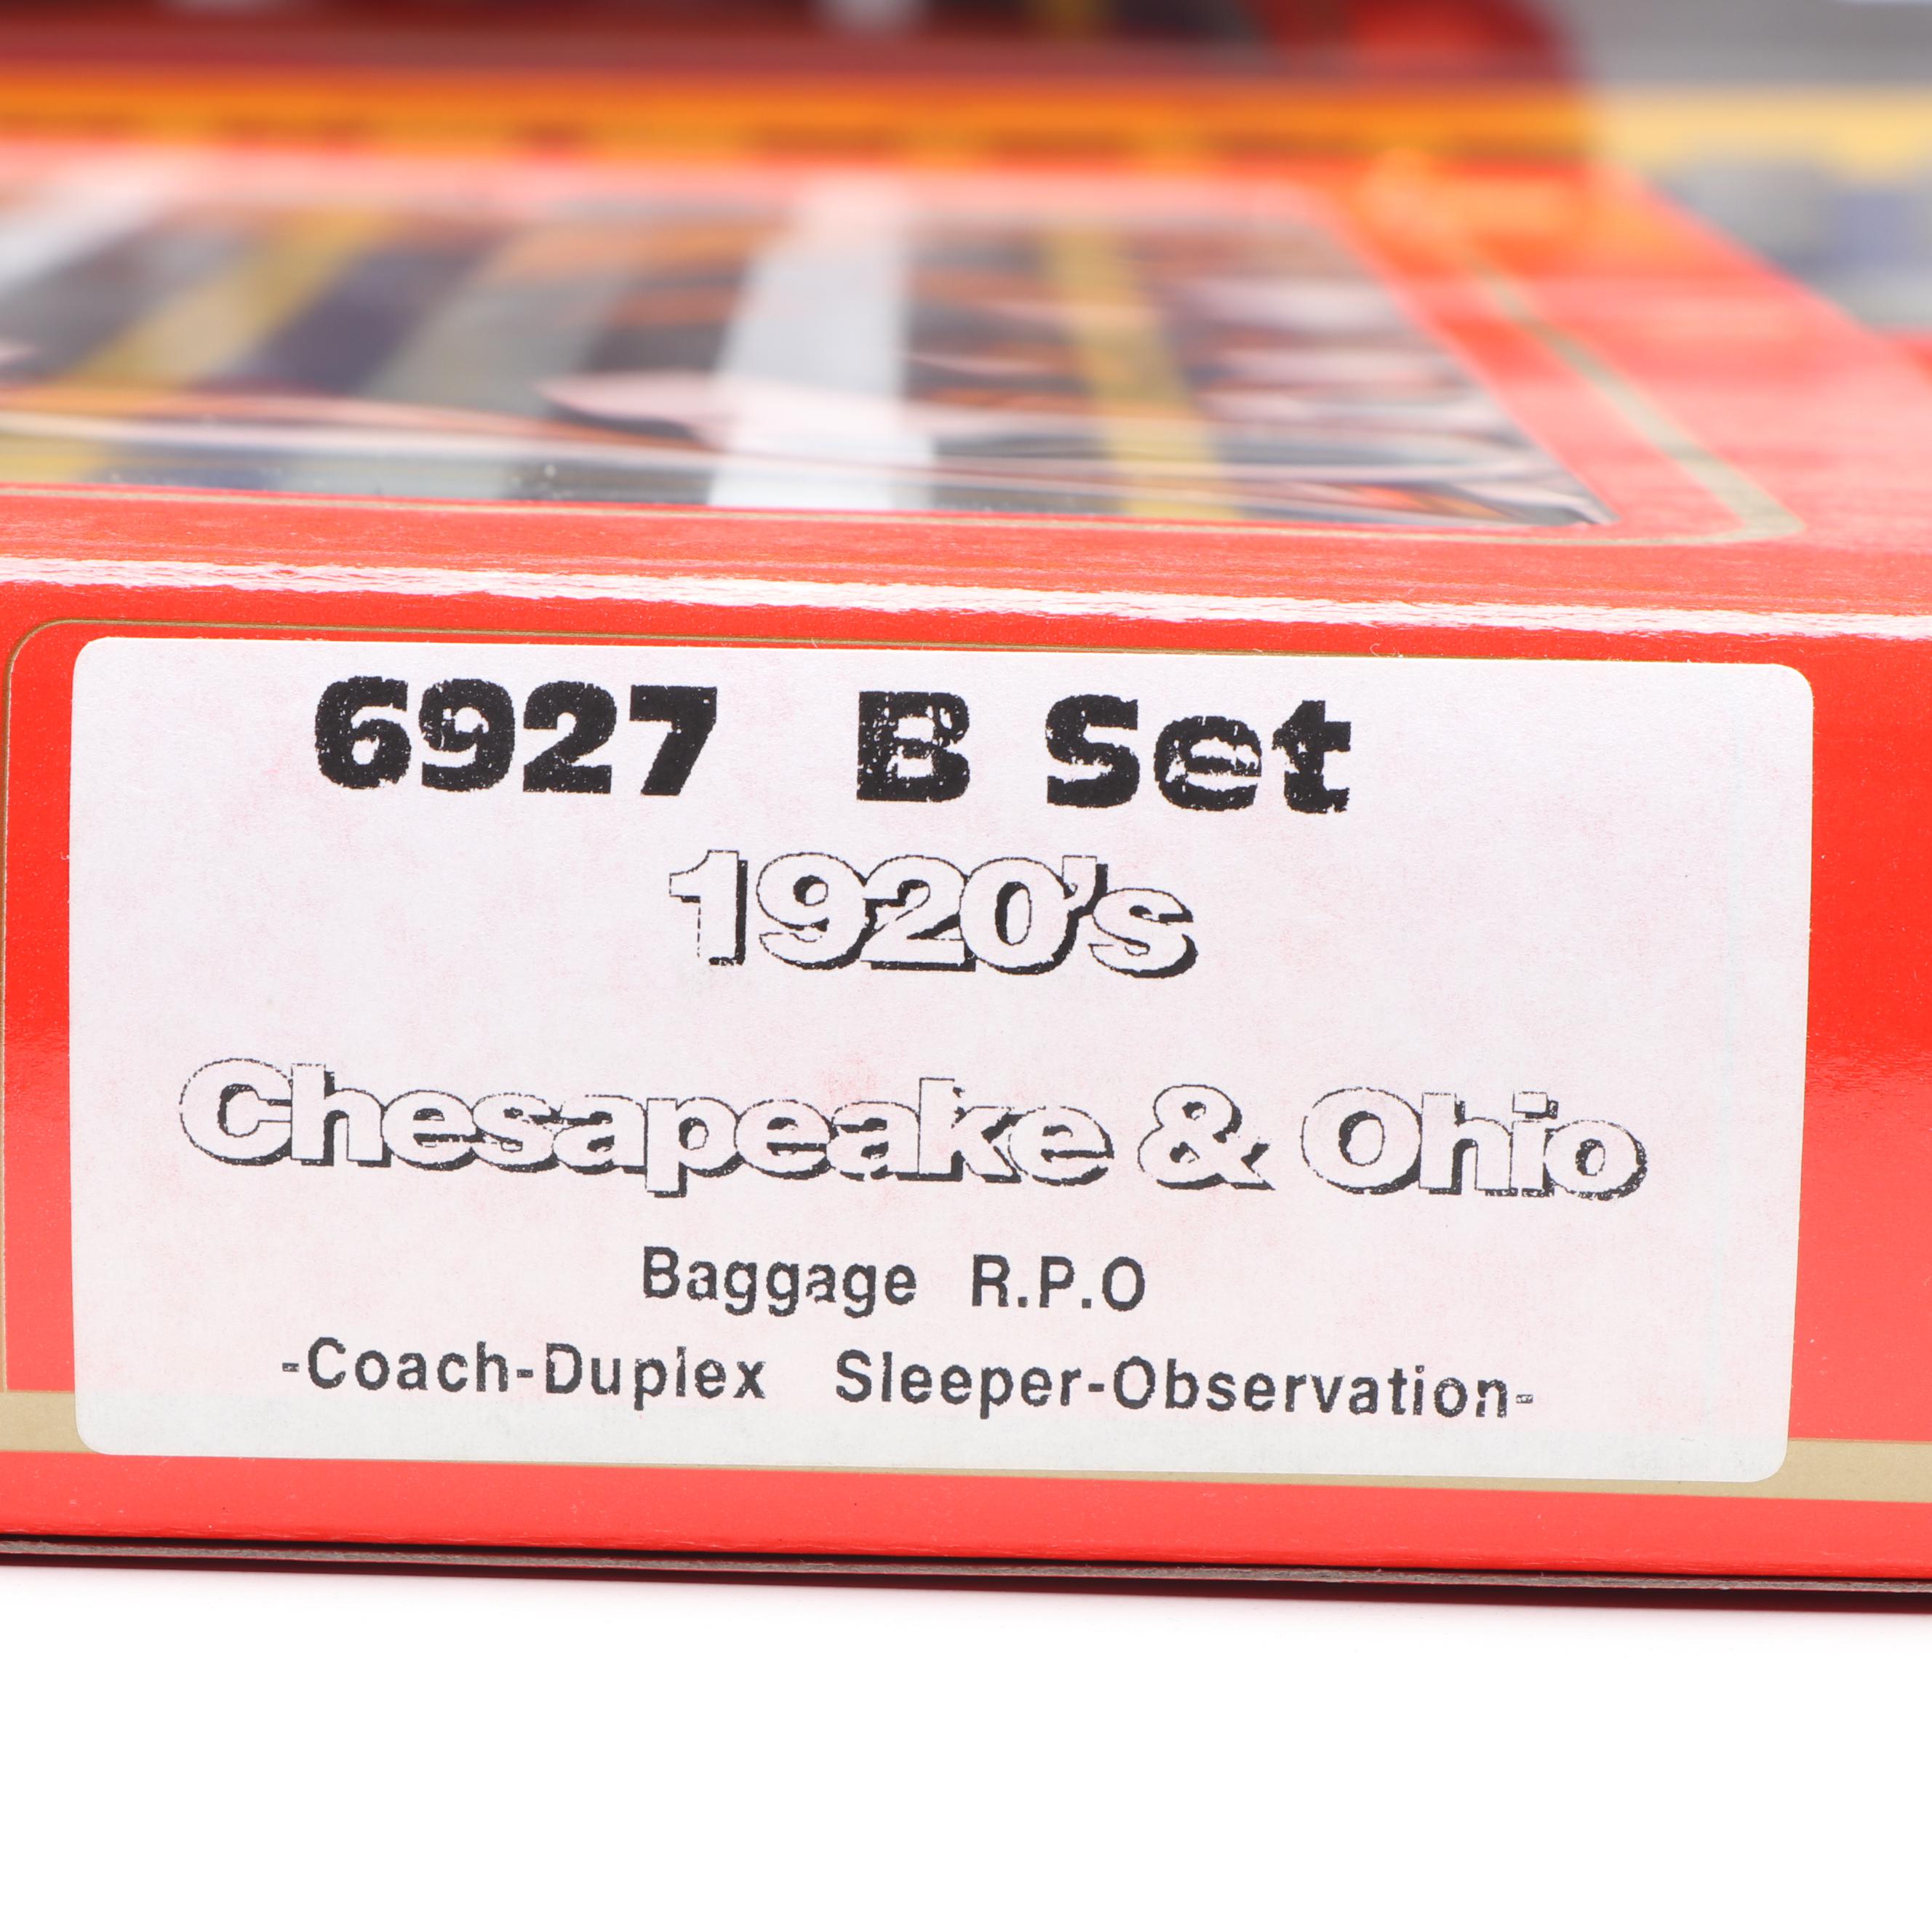 6927 B Set
1920's
Chesapeake & Ohio
Baggage R.P.O
-Coach-Duplex Sleeper-Observation-